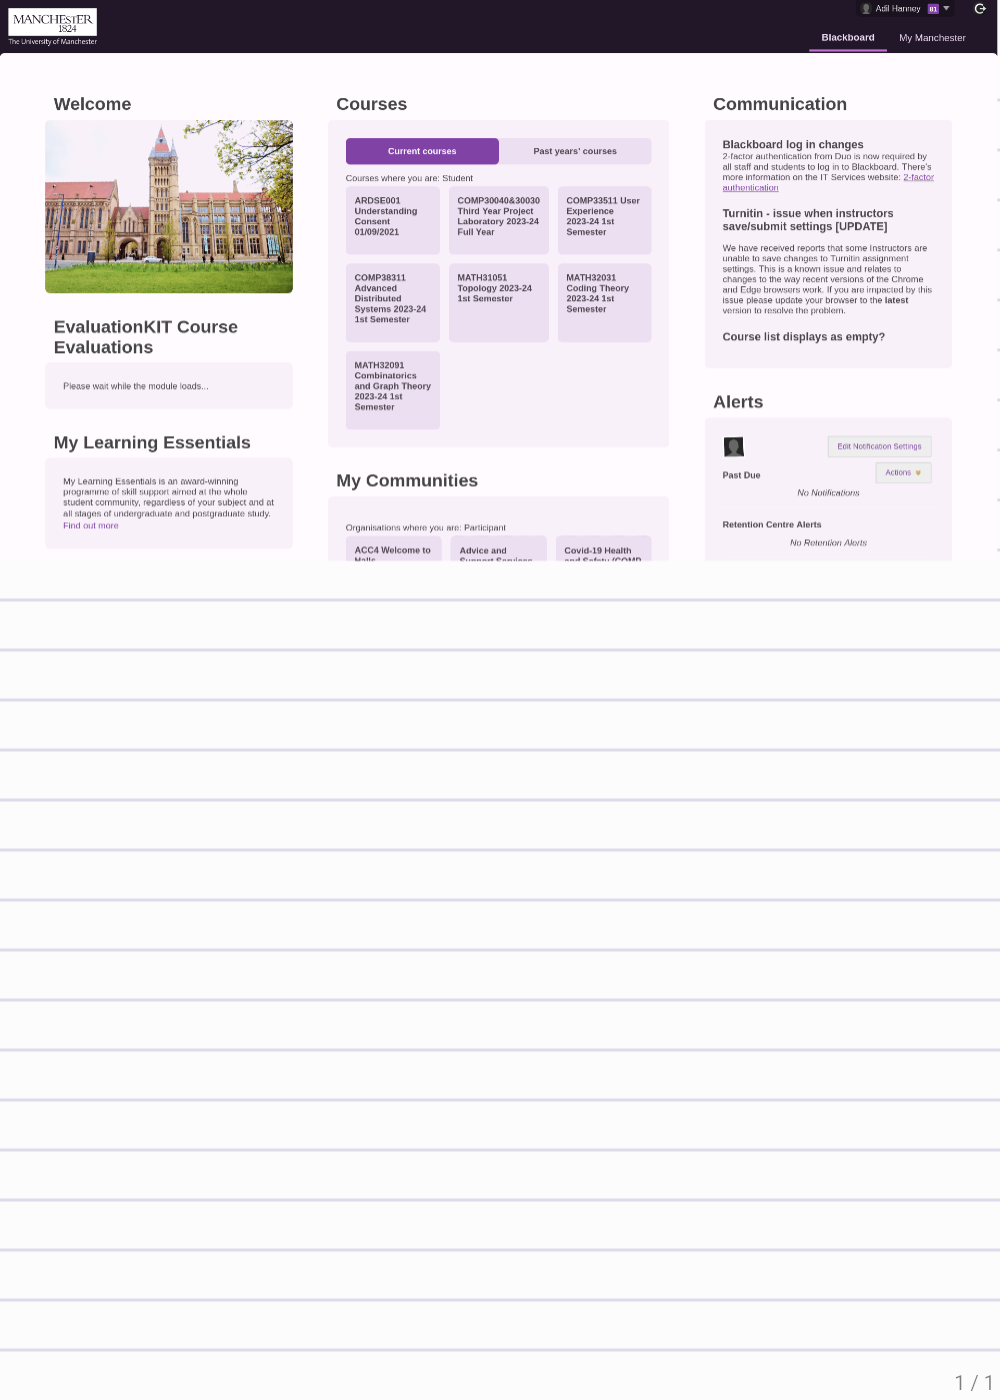 MANCHESTER
1824
The University of Manchester
Adil Hanney 81
Blackboard
My Manchester
Welcome
EvaluationKIT Course
Evaluations
Please wait while the module loads...
My Learning Essentials
My Learning Essentials is an award-winning
programme of skill support aimed at the whole
student community, regardless of your subject and at
all stages of undergraduate and postgraduate study.
Find out more
Courses
Current courses
Past years' courses
Courses where you are: Student
ARDSE001
Understanding
Consent
01/09/2021
COMP30040&30030
Third Year Project
Laboratory 2023-24
Full Year
COMP33511 User
Experience
2023-24 1st
Semester
COMP38311
Advanced
Distributed
Systems 2023-24
1st Semester
MATH31051
Topology 2023-24
1st Semester
MATH32031
Coding Theory
2023-24 1st
Semester
MATH32091
Combinatorics
and Graph Theory
2023-24 1st
Semester
My Communities
Organisations where you are: Participant
ACC4 Welcome to
Halls
Advice and
Support Services
Covid-19 Health
and Safety (COMP
Communication
Blackboard log in changes
2-factor authentication from Duo is now required by
all staff and students to log in to Blackboard. There's
more information on the IT Services website: 2-factor
authentication
Turnitin - issue when instructors
save/submit settings [UPDATE]
We have received reports that some Instructors are
unable to save changes to Turnitin assignment
settings. This is a known issue and relates to
changes to the way recent versions of the Chrome
and Edge browsers work. If you are impacted by this
issue please update your browser to the latest
version to resolve the problem.
Course list displays as empty?
Alerts
Edit Notification Settings
Actions
Past Due
No Notifications
Retention Centre Alerts
No Retention Alerts
1 / 1